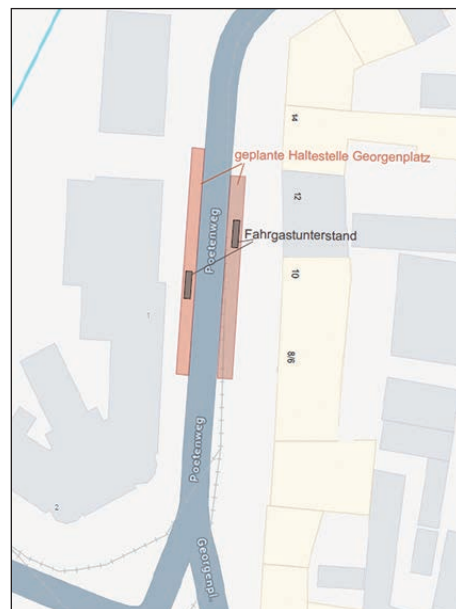 14
geplante Haltestelle Georgenplatz
12
Poetenweg
Fahrgastunterstand
10
1
8/6
Poetenweg
2
Georgenpl.